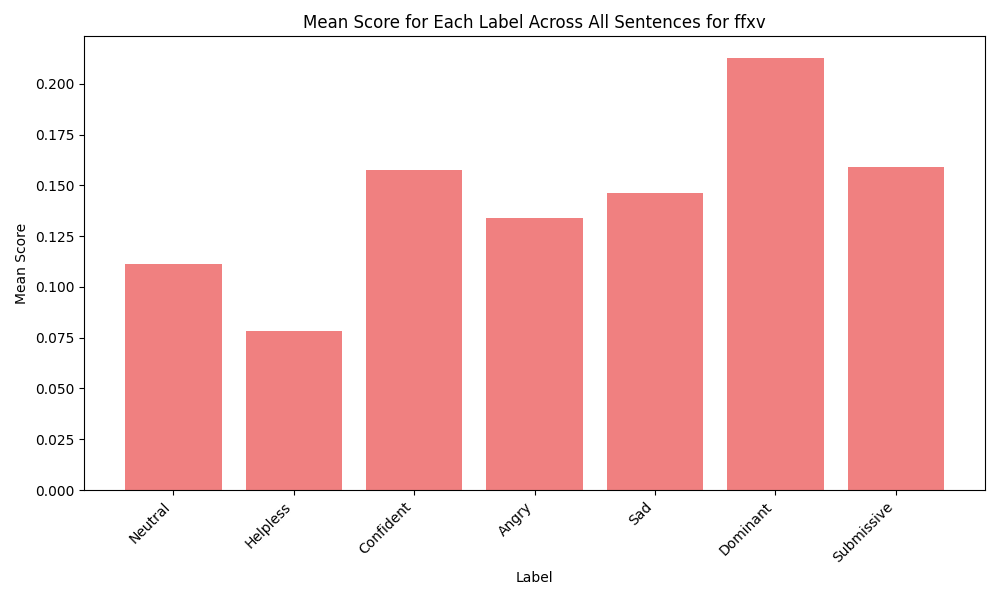 Mean Score for Each Label Across All Sentences for ffxv
0.200
0.175
0.150
0.125
0.100
0.075
0.050
0.025
0.000
Mean Score
Neutral
Helpless
Confident
Angry
Sad
Dominant
Submissive
Label